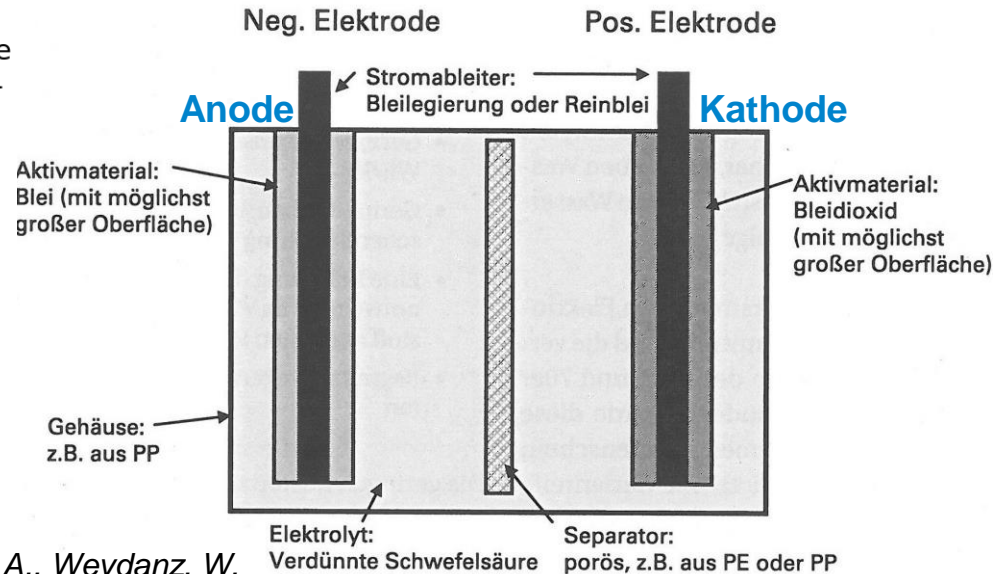 Neg. Elektrode
Pos. Elektrode
e
Stromableiter:
Bleilegierung oder Reinblei
Anode
Kathode
Aktivmaterial:
Blei (mit möglichst
großer Oberfläche)
Aktivmaterial:
Bleidioxid
(mit möglichst
großer Oberfläche)
Gehäuse:
z.B. aus PP
Elektrolyt:
Verdünnte Schwefelsäure
Separator:
porös, z.B. aus PE oder PP
A., Weydanz, W.